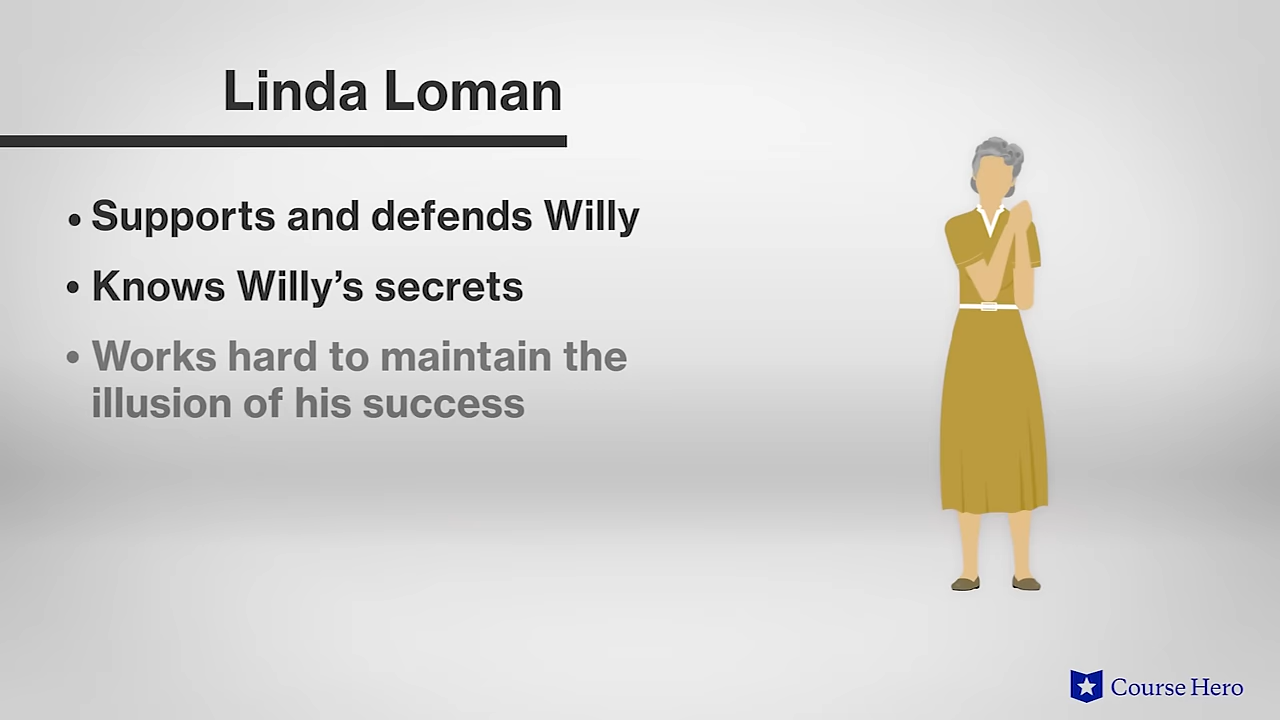 Linda Loman
• Supports and defends Willy
• Knows Willy’s secrets
• Works hard to maintain the
illusion of his success
Course Hero